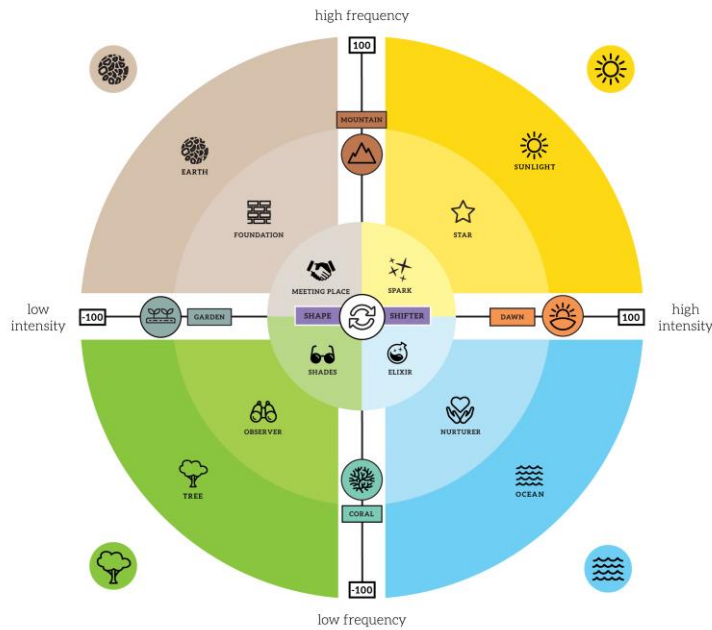 high frequency
100
MOUNTAIN
EARTH
SUNLIGHT
FOUNDATION
STAR
MEETING PLACE
SPARK
low
intensity
-100
GARDEN
SHAPE
SHIFTER
DAWN
100
high
intensity
SHADES
ELIXIR
OBSERVER
NURTURER
TREE
OCEAN
CORAL
-100
low frequency